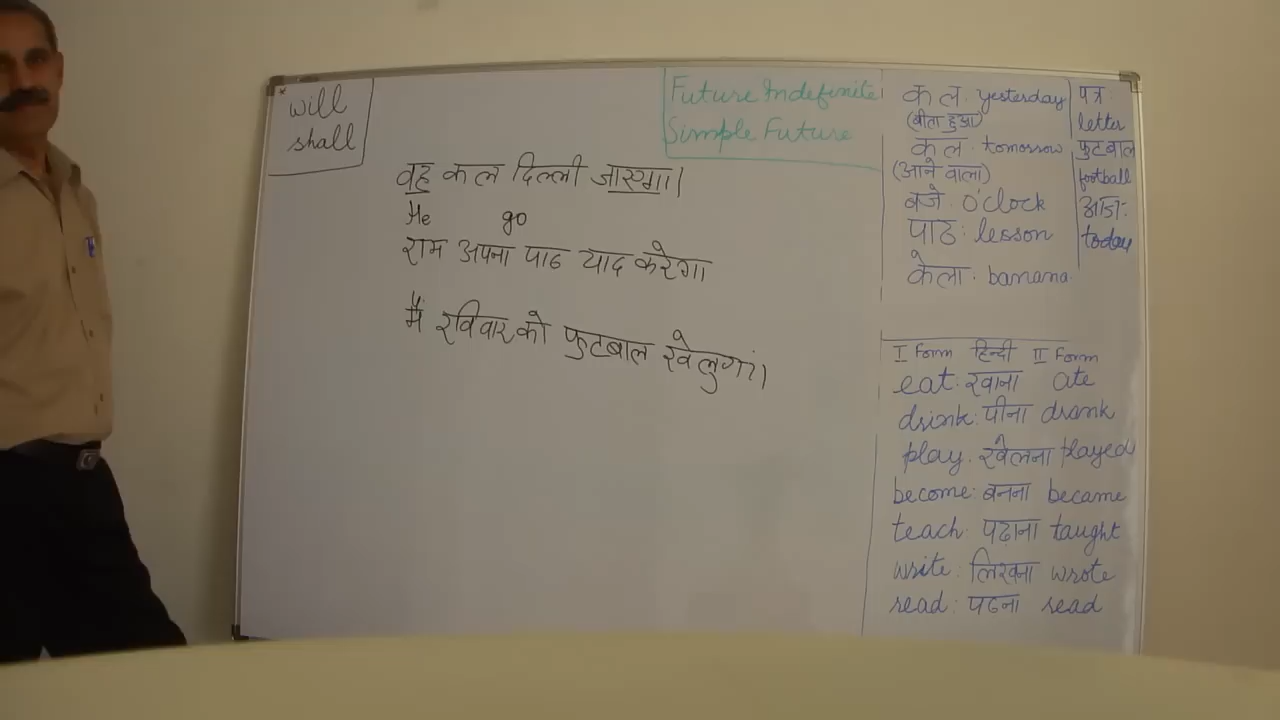 will
shall
Future Indefinite
Simple Future
वह कल दिल्ली जाएगा।
He go
राम अपना पाठ याद करेगा
मैं रविवार को फुटबाल खेलुगां।
कल. yesterday
(बीता हुआ)
कल. tomorrow
(आने वाला)
बजे: o'clock
पाठ: lesson
केला: banana.
पत्र:
letter
फुटबाल
football
आज:
today
I Form हिन्दी II Form
eat: खाना ate
drink: पीना drank
play. खेलना played
become: बनना became
teach: पढ़ाना taught
write: लिखना wrote
read: पढना read